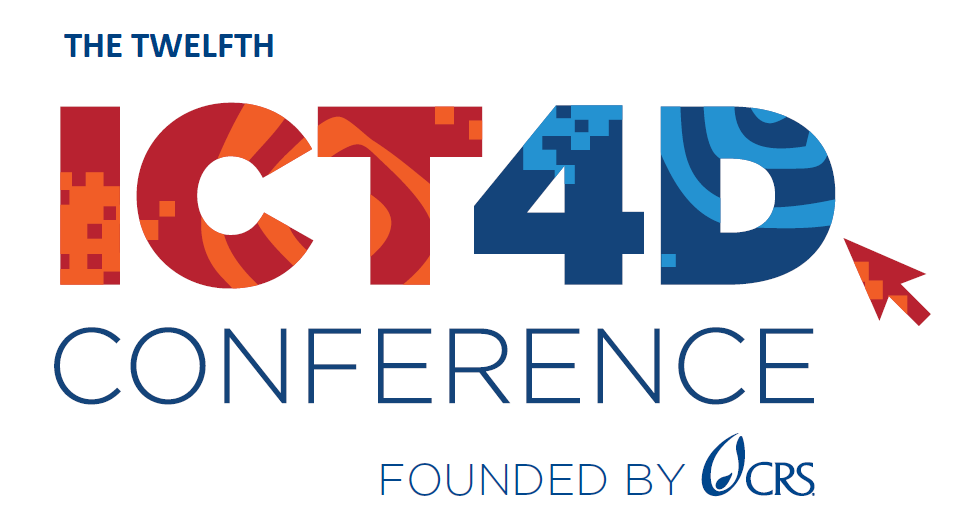 THE TWELFTH
ICT4D
CONFERENCE
FOUNDED BY CRS